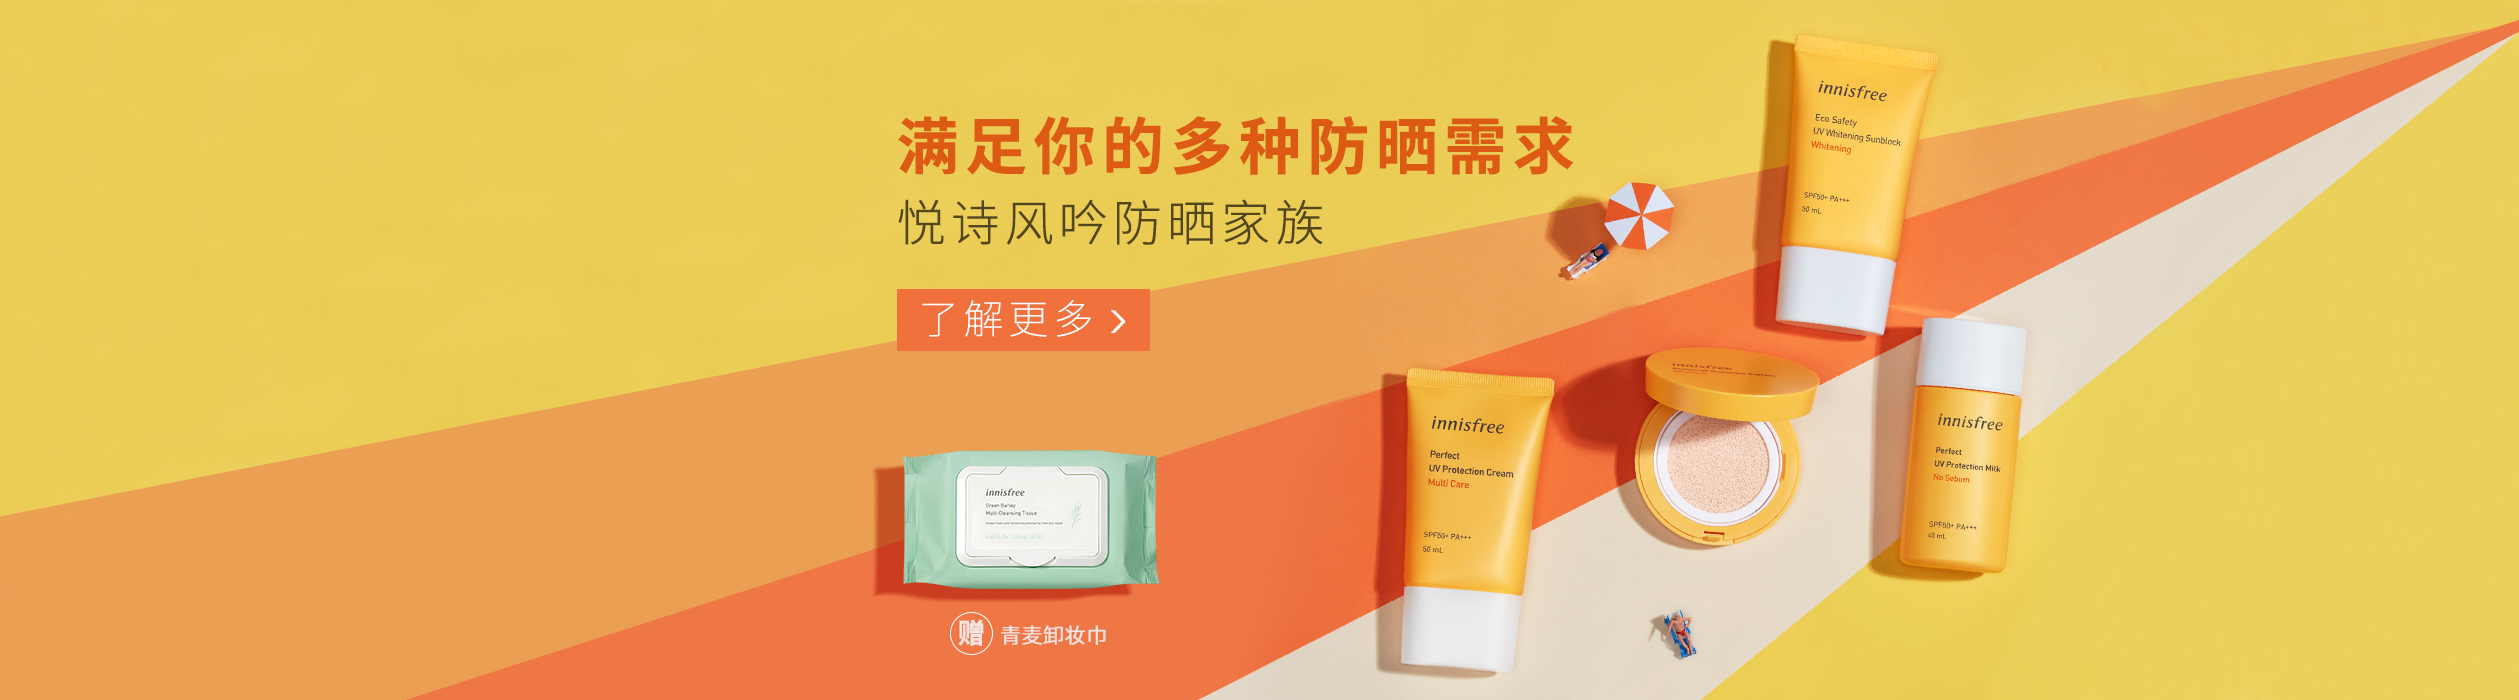 满足你的多种防晒需求
悦诗风吟防晒家族
了解更多
innisfree
Eco Safety
UV Whitening Sunblock
Whitening
SPF50+ PA+++
50 mL
innisfree
Perfect
UV Protection Cream
Multi Care
SPF50+ PA+++
50 mL
innisfree
innisfree
Perfect
UV Protection Milk
No Sebum
SPF50+ PA+++
45 mL
innisfree
Green Barley
Multi Cleansing Tissue
赠 青麦卸妆巾